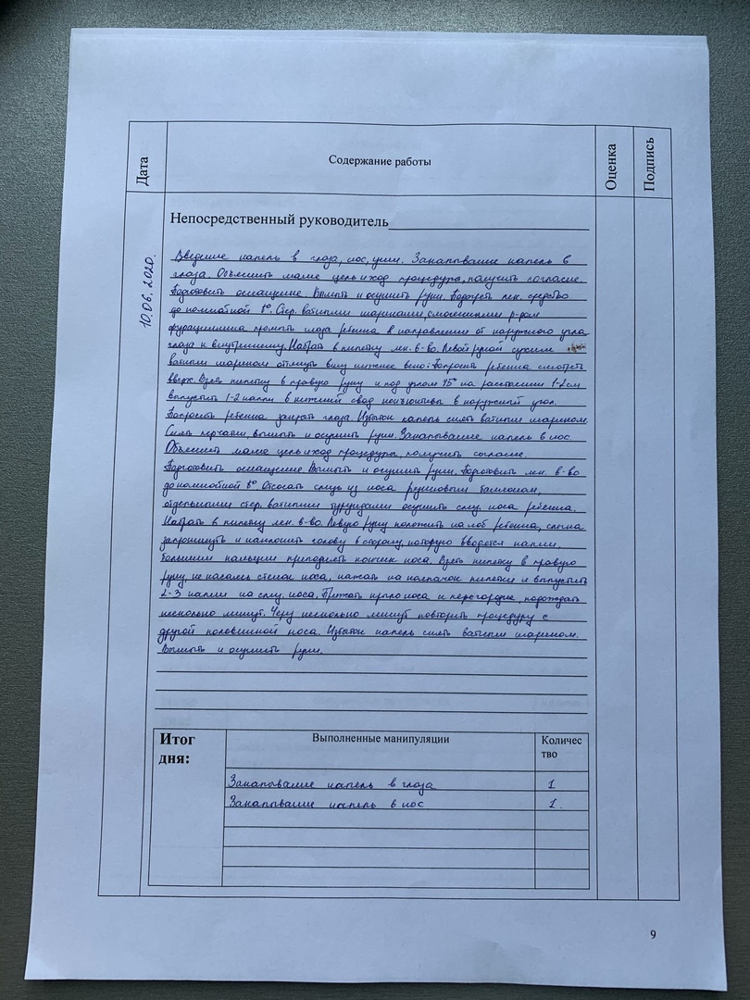 Дата
Содержание работы
Оценка
Подпись
Непосредственный руководитель
10.06.2020.
Введение капель в глаза, нос, уши. Закапывание капель в
глаза. Объяснить маме цель и ход процедуры, получить согласие.
Подготовить оснащение. Вымыть и осушить руки. Подогреть лек. средство
до комнатной t°. Стер. ватными шариками, смоченными р-ром
фурацилина промыть глаза ребенка в направлении от наружного угла
глаза к внутреннему. Набрать в пипетку лек. в-во. Левой рукой сухим
ватным шариком оттянуть вниз нижнее веко. Попросить ребенка смотреть
вверх. Взять пипетку в правую руку и под углом 45° на расстоянии 1-2 см
выпустить 1-2 капли в нижний свод конъюнктивы в наружный угол.
Попросить ребенка закрыть глаза. Избыток капель снять ватным шариком.
Снять перчатки, вымыть и осушить руки. Закапывание капель в нос.
Объяснить маме цель и ход процедуры, получить согласие.
Подготовить оснащение. Вымыть и осушить руки. Подготовить лек. в-во
до комнатной t°. Отсосать слизь из носа резиновым баллоном,
отдельными стер. ватными турундами осушить слиз. носа ребенка.
Набрать в пипетку лек. в-во. Левую руку положить на лоб ребенка, слегка
запрокинуть и наклонить голову в сторону, которую вводятся капли.
Большим пальцем приподнять кончик носа. Взять пипетку в правую
руку, не касаясь стенок носа, нажать на колпачок пипетки и выпустить
2-3 капли на слиз. носа. Прижать крыло носа к перегородке, подождать
несколько минут. Через несколько минут повторить процедуру с
другой половинкой носа. Избыток капель снять ватным шариком.
Вымыть и осушить руки.
Итог
дня:
Выполненные манипуляции
Количес
тво
Закапывание капель в глаза 1
Закапывание капель в нос 1.
9